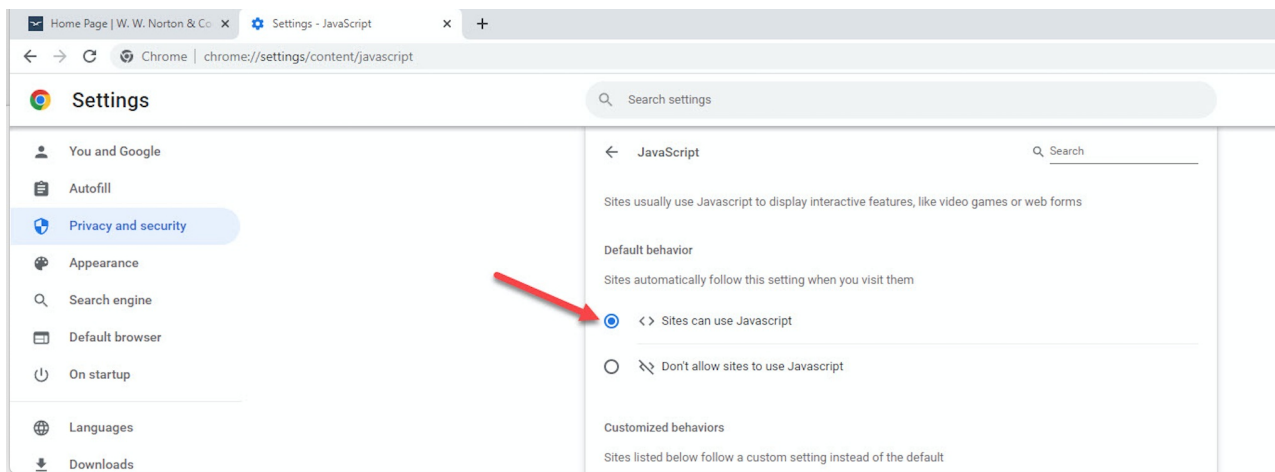 Home Page | W. W. Norton & Co
Settings - JavaScript
Chrome | chrome://settings/content/javascript
Settings
Search settings
You and Google
Autofill
Privacy and security
Appearance
Search engine
Default browser
On startup
Languages
Downloads
JavaScript
Search
Sites usually use Javascript to display interactive features, like video games or web forms
Default behavior
Sites automatically follow this setting when you visit them
Sites can use Javascript
Don't allow sites to use Javascript
Customized behaviors
Sites listed below follow a custom setting instead of the default